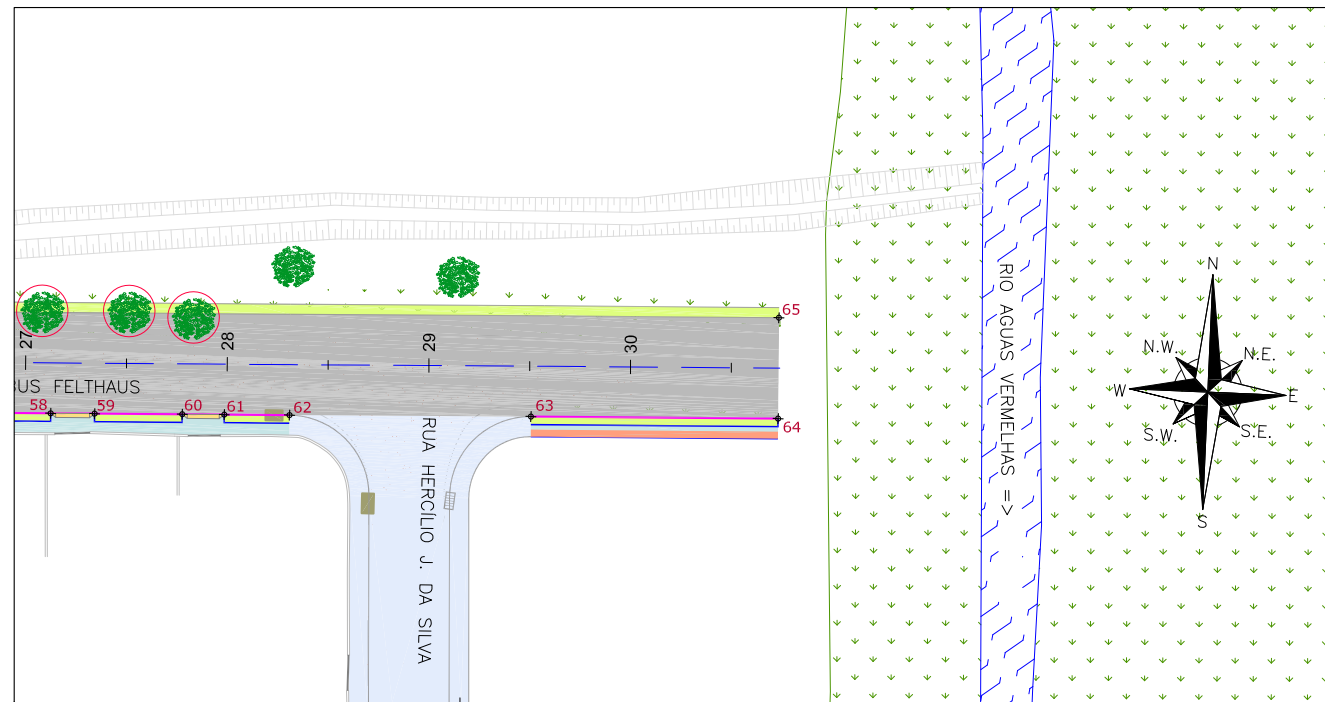 65
27
28
29
30
FELTHAUS
58
59
60
61
62
63
64
RUA HERCÍLIO J. DA SILVA
RIO AGUAS VERMELHAS =>
N
N.W.
N.E.
W
E
S.W.
S.E.
S